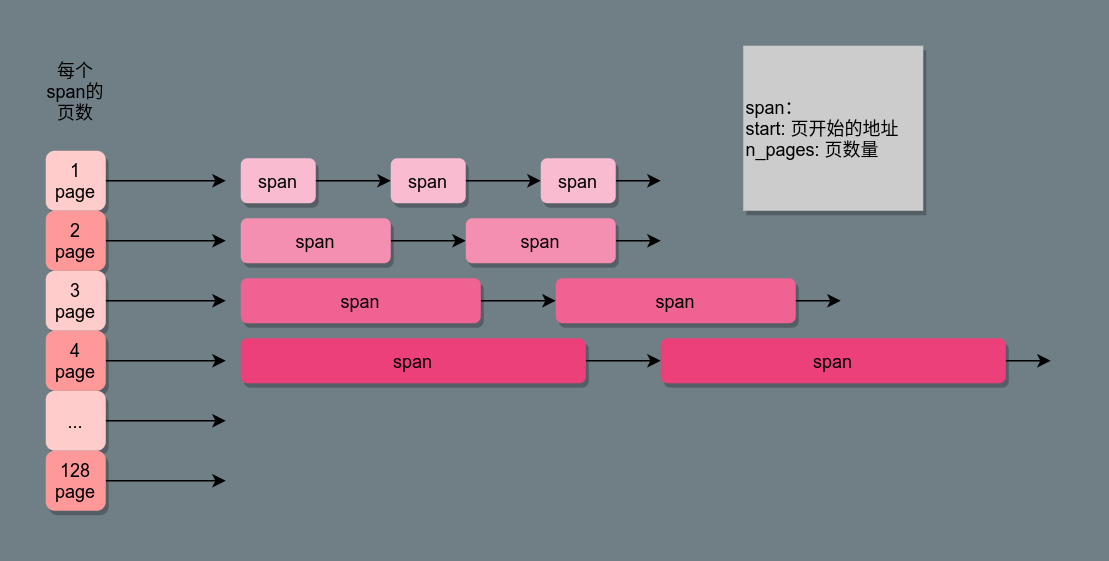 每个
span的
页数
span：
start: 页开始的地址
n_pages: 页数量
1
page
span
span
span
2
page
span
span
3
page
span
span
4
page
span
span
...
128
page